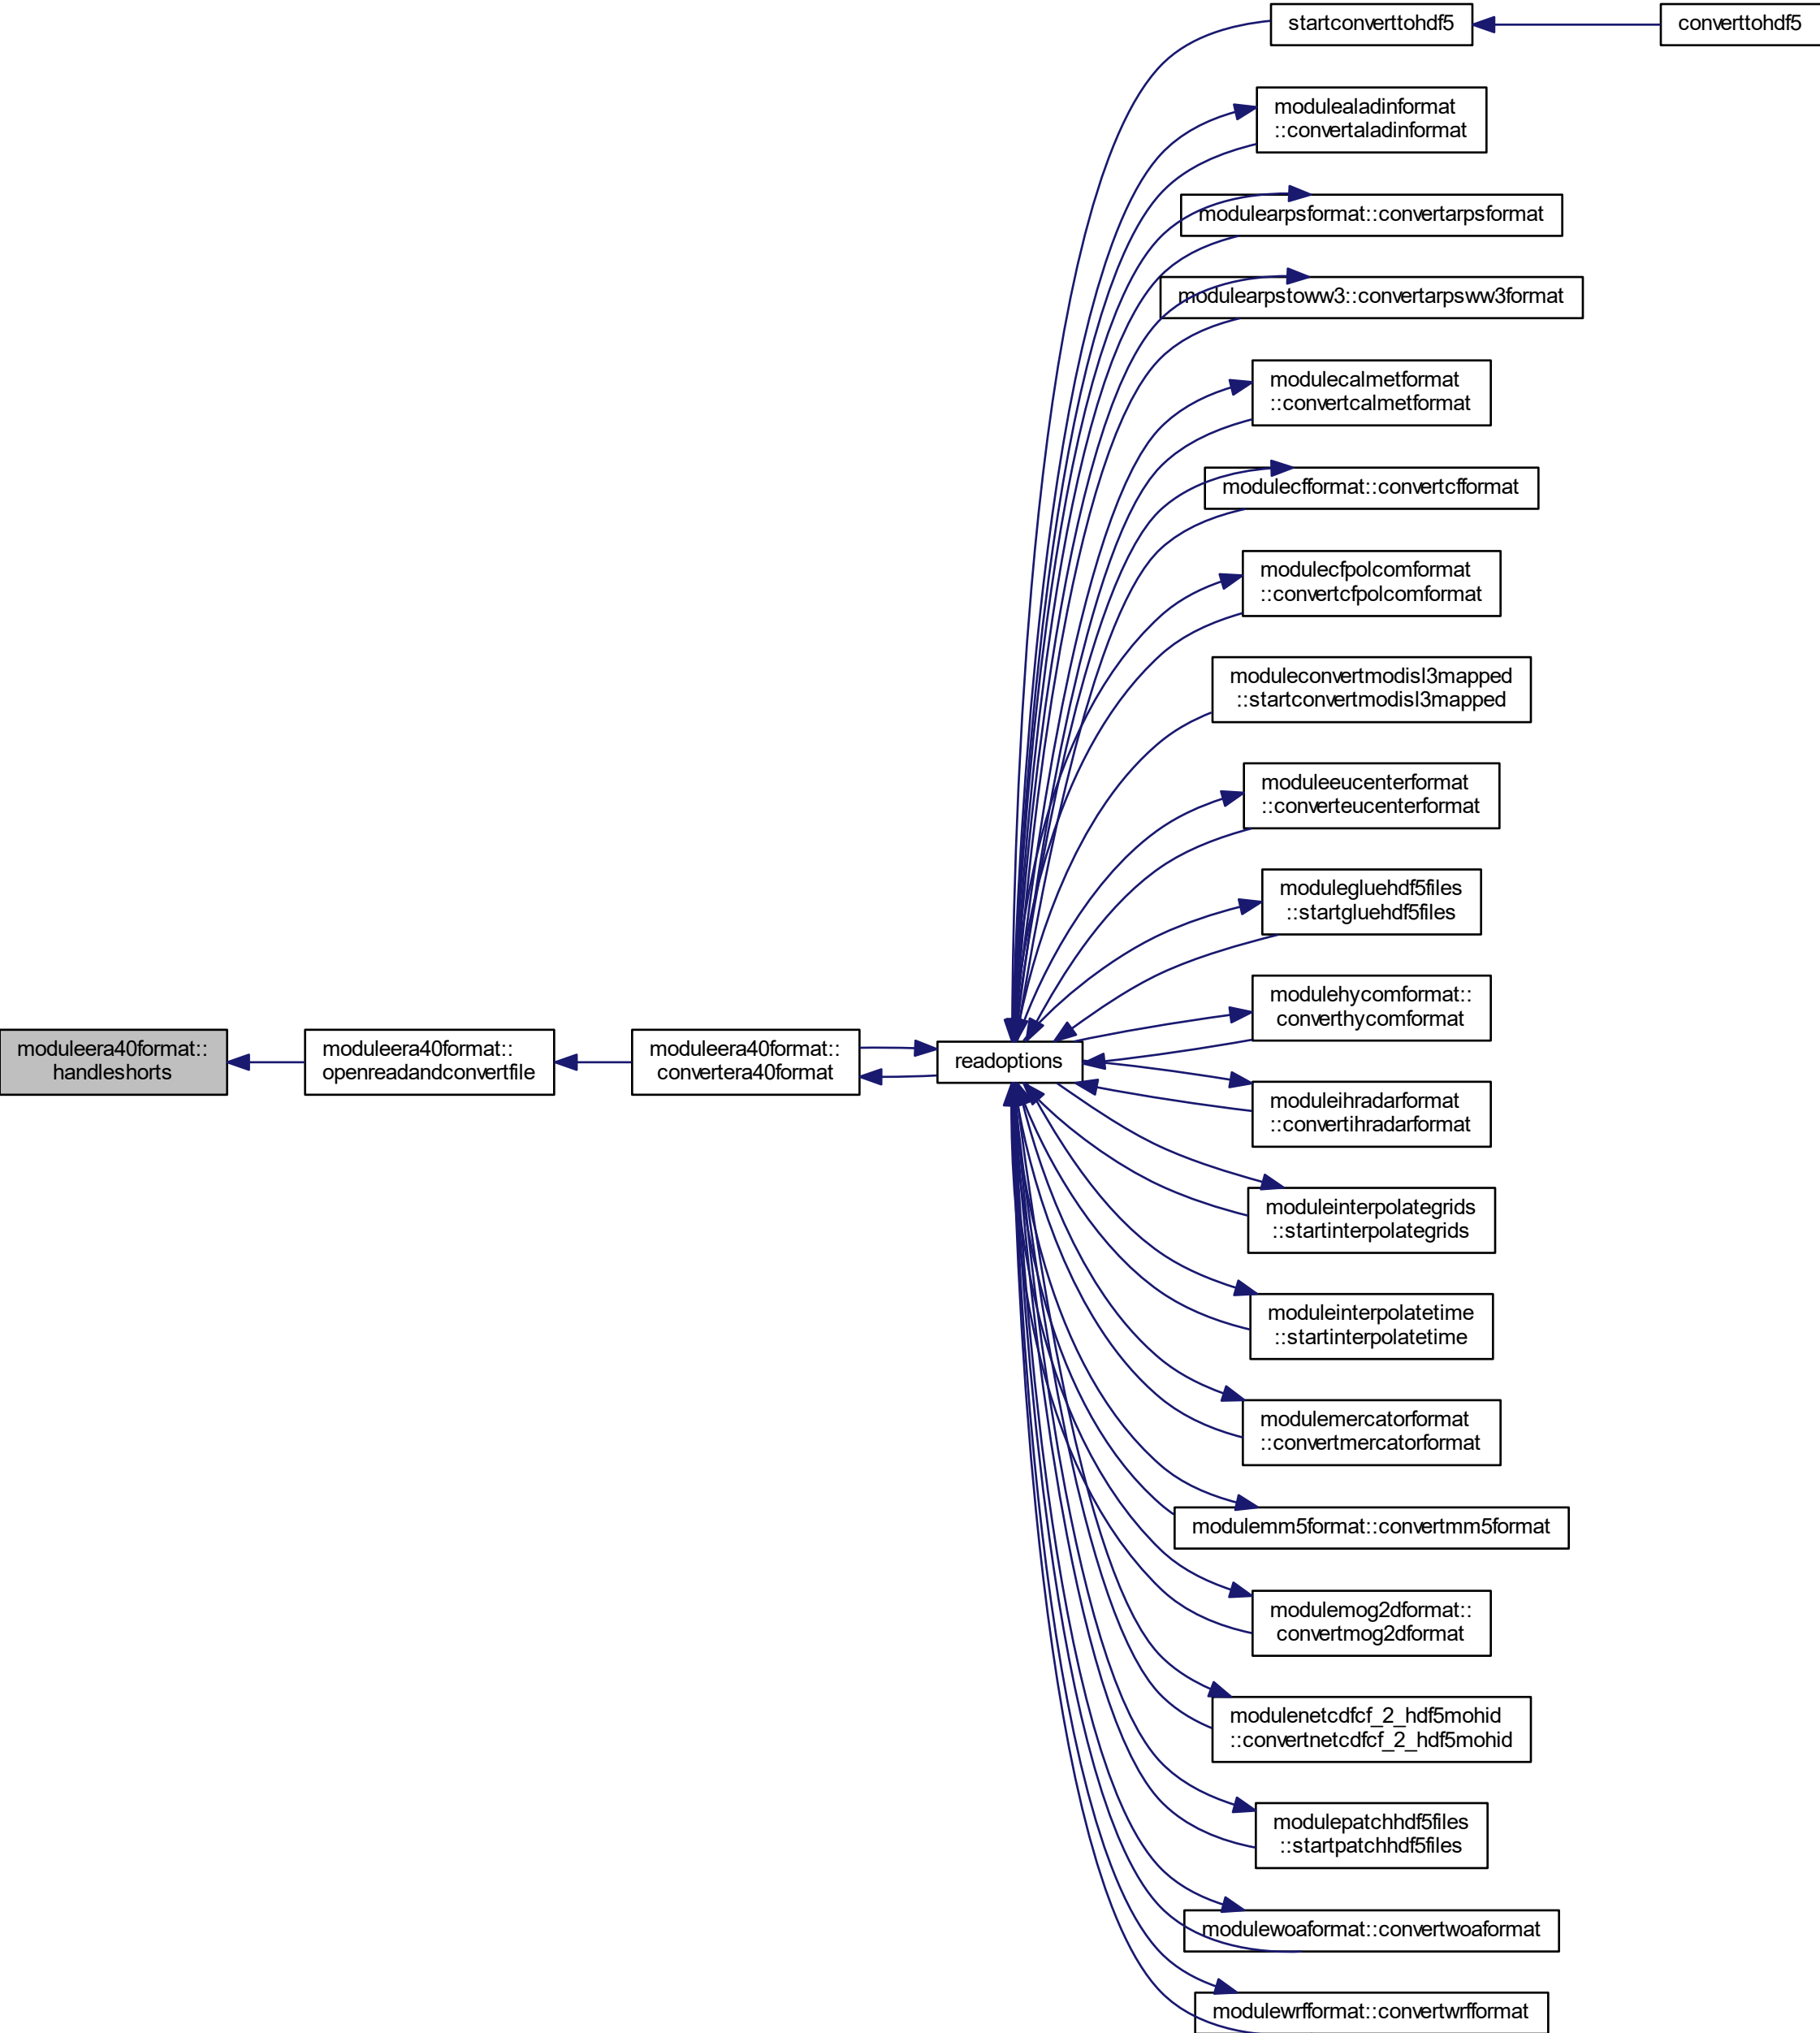 startconverttohdf5
converttohdf5
modulealadinformat
::convertaladinformat
modulearpsformat::convertarpsformat
modulearpstoww3::convertarpsww3format
modulecalmetformat
::convertcalmetformat
modulecfformat::convertcfformat
modulecfpolcomformat
::convertcfpolcomformat
moduleconvertmodisl3mapped
::startconvertmodisl3mapped
moduleeucenterformat
::converteucenterformat
modulegluehdf5files
::startgluehdf5files
modulehycomformat::
converthycomformat
moduleera40format::
handleshorts
moduleera40format::
openreadandconvertfile
moduleera40format::
convertera40format
readoptions
moduleihradarformat
::convertihradarformat
moduleinterpolategrids
::startinterpolategrids
moduleinterpolatetime
::startinterpolatetime
modulemercatorformat
::convertmercatorformat
modulemm5format::convertmm5format
modulemog2dformat::
convertmog2dformat
modulenetcdfcf_2_hdf5mohid
::convertnetcdfcf_2_hdf5mohid
modulepatchhdf5files
::startpatchhdf5files
modulewoaformat::convertwoaformat
modulewrfformat::convertwrfformat